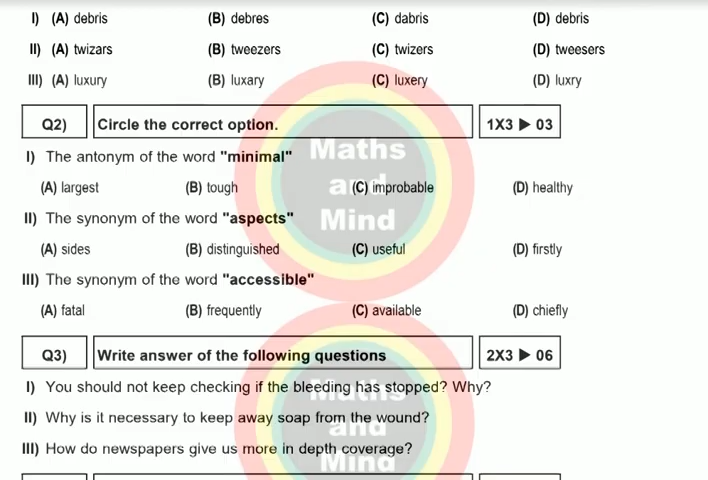 I) (A) debris (B) debres (C) dabris (D) debris
II) (A) twizars (B) tweezers (C) twizers (D) tweesers
III) (A) luxury (B) luxary (C) luxery (D) luxry
Q2) Circle the correct option. 1X3 ▶ 03
I) The antonym of the word "minimal"
(A) largest (B) tough (C) improbable (D) healthy
II) The synonym of the word "aspects"
(A) sides (B) distinguished (C) useful (D) firstly
III) The synonym of the word "accessible"
(A) fatal (B) frequently (C) available (D) chiefly
Q3) Write answer of the following questions 2X3 ▶ 06
I) You should not keep checking if the bleeding has stopped? Why?
II) Why is it necessary to keep away soap from the wound?
III) How do newspapers give us more in depth coverage?
Maths
and
Mind
Maths
and
Mind